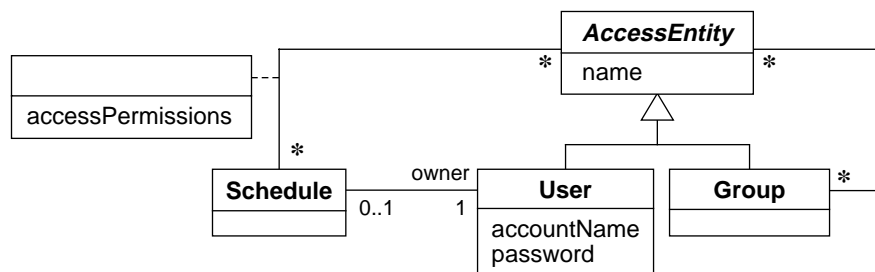 AccessEntity
* *
name
accessPermissions
*
Schedule
owner
0..1 1
User
accountName
password
Group
*